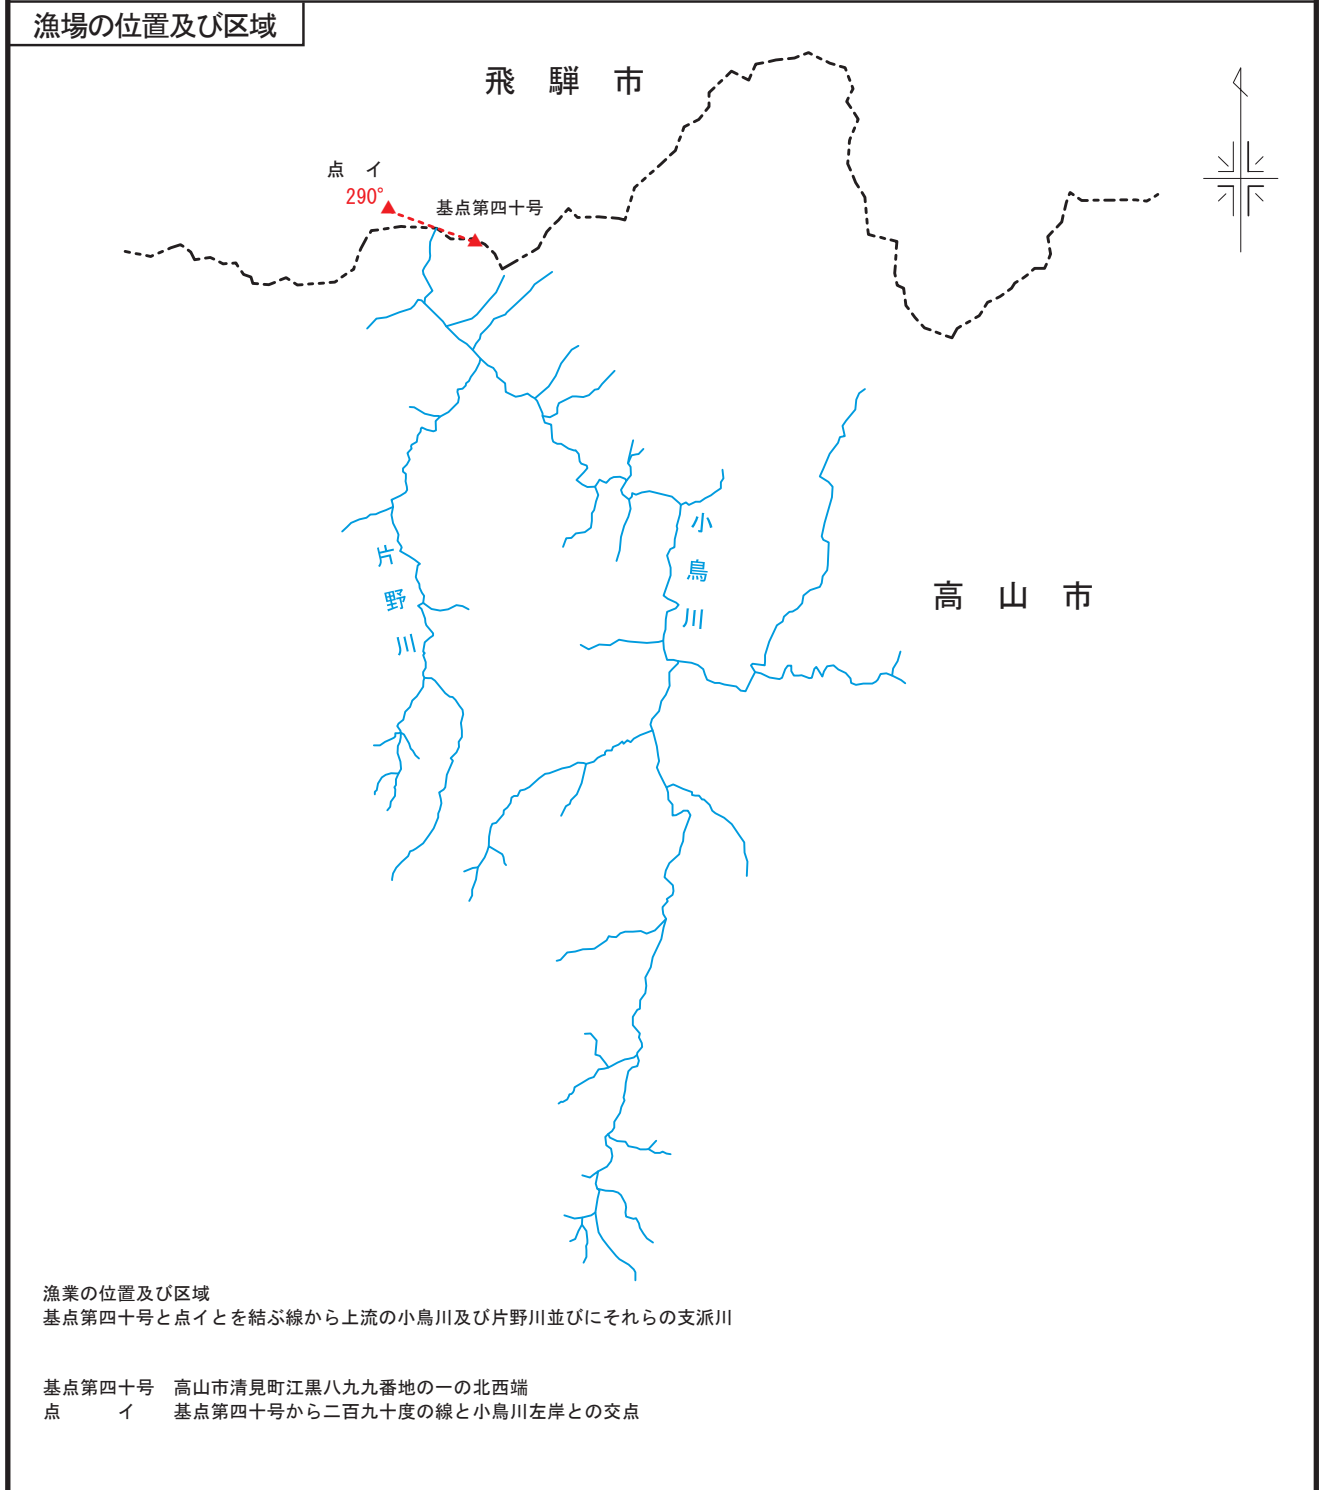 漁場の位置及び区域
飛騨市
点 イ
290°
基点第四十号
小鳥川
片野川
高山市
漁業の位置及び区域
基点第四十号と点イとを結ぶ線から上流の小鳥川及び片野川並びにそれらの支派川
基点第四十号 高山市清見町江黒八九九番地の一の北西端
点 イ 基点第四十号から二百九十度の線と小鳥川左岸との交点